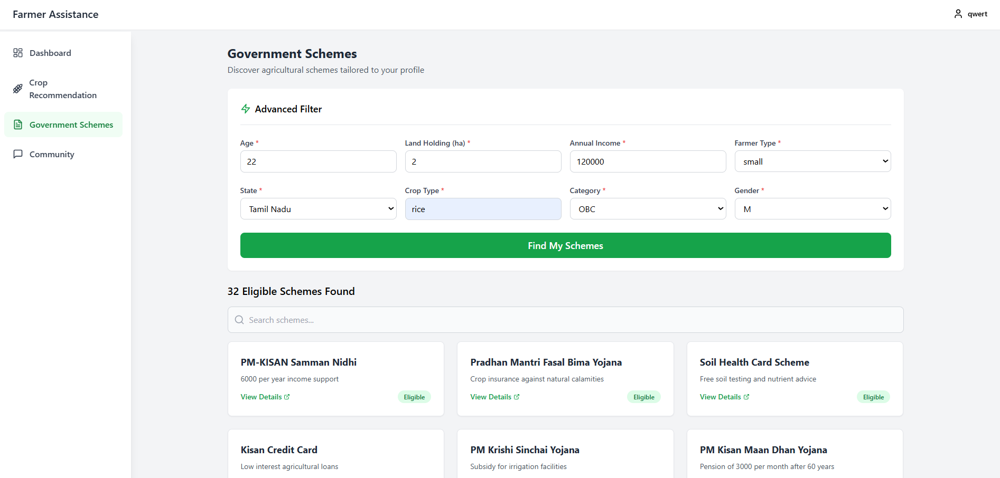 Farmer Assistance
qwert
Dashboard
Crop
Recommendation
Government Schemes
Community
Government Schemes
Discover agricultural schemes tailored to your profile
Advanced Filter
Age * Land Holding (ha) * Annual Income * Farmer Type *
22 2 120000 small
State * Crop Type * Category * Gender *
Tamil Nadu rice OBC M
Find My Schemes
32 Eligible Schemes Found
Search schemes...
PM-KISAN Samman Nidhi
6000 per year income support
View Details Eligible
Pradhan Mantri Fasal Bima Yojana
Crop insurance against natural calamities
View Details Eligible
Soil Health Card Scheme
Free soil testing and nutrient advice
View Details Eligible
Kisan Credit Card
Low interest agricultural loans
PM Krishi Sinchai Yojana
Subsidy for irrigation facilities
PM Kisan Maan Dhan Yojana
Pension of 3000 per month after 60 years